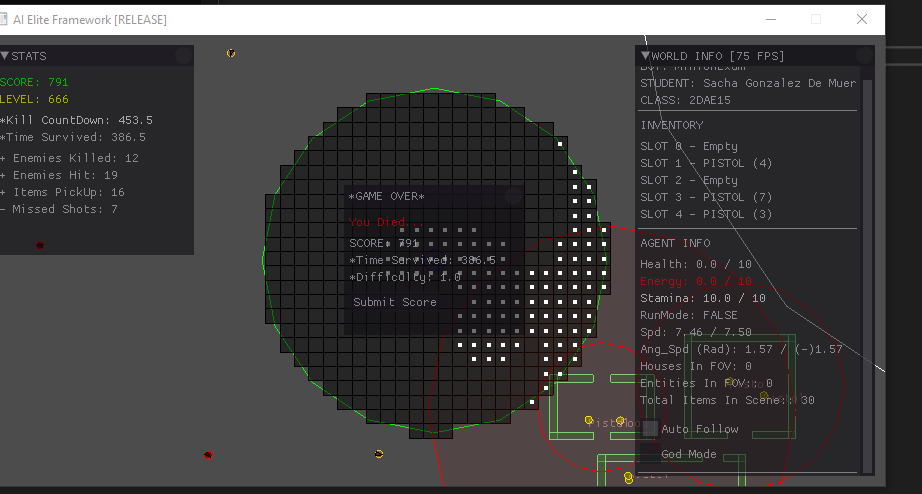 AI Elite Framework [RELEASE]
STATS
SCORE: 791
LEVEL: 666
*Kill CountDown: 453.5
*Time Survived: 386.5
+ Enemies Killed: 12
+ Enemies Hit: 19
+ Items PickUp: 16
- Missed Shots: 7
*GAME OVER*
You Died..
SCORE: 791
*Time Survived: 386.5
*Difficulty: 1.0
Submit Score
WORLD INFO [75 FPS]
STUDENT: Sacha Gonzalez De Muer
CLASS: 2DAE15
INVENTORY
SLOT 0 - Empty
SLOT 1 - PISTOL (4)
SLOT 2 - Empty
SLOT 3 - PISTOL (7)
SLOT 4 - PISTOL (3)
AGENT INFO
Health: 0.0 / 10
Energy: 0.0 / 10
Stamina: 10.0 / 10
RunMode: FALSE
Spd: 7.46 / 7.50
Ang_Spd (Rad): 1.57 / (-)1.57
Houses In FOV: 0
Entities In FOV: 0
Total Items In Scene: 30
Auto Follow
God Mode